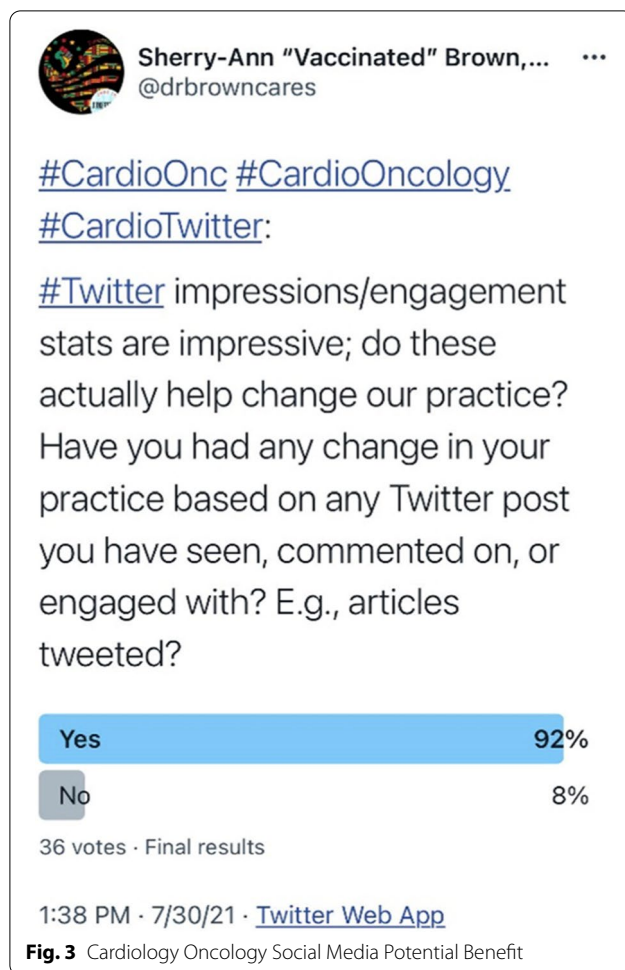 Sherry-Ann “Vaccinated” Brown,...
@drbrowncares
#CardioOnc #CardioOncology
#CardioTwitter:
#Twitter impressions/engagement
stats are impressive; do these
actually help change our practice?
Have you had any change in your
practice based on any Twitter post
you have seen, commented on, or
engaged with? E.g., articles
tweeted?
Yes 92%
No 8%
36 votes · Final results
1:38 PM · 7/30/21 · Twitter Web App
Fig. 3 Cardiology Oncology Social Media Potential Benefit